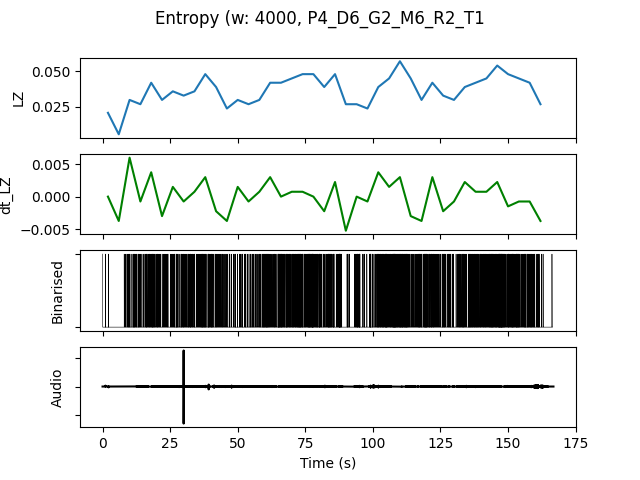 Entropy (w: 4000, P4_D6_G2_M6_R2_T1
0.050
0.025
LZ
0.005
0.000
−0.005
dt_LZ
Binarised
Audio
0 25 50 75 100 125 150 175
Time (s)